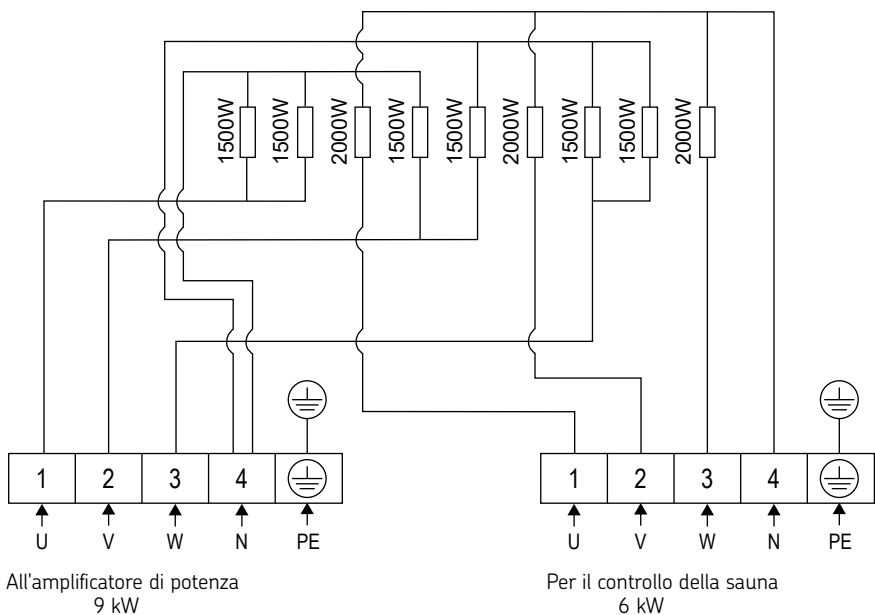 1500W
1500W
2000W
1500W
1500W
2000W
1500W
1500W
2000W
1 2 3 4
U V W N PE
All'amplificatore di potenza
9 kW
1 2 3 4
U V W N PE
Per il controllo della sauna
6 kW